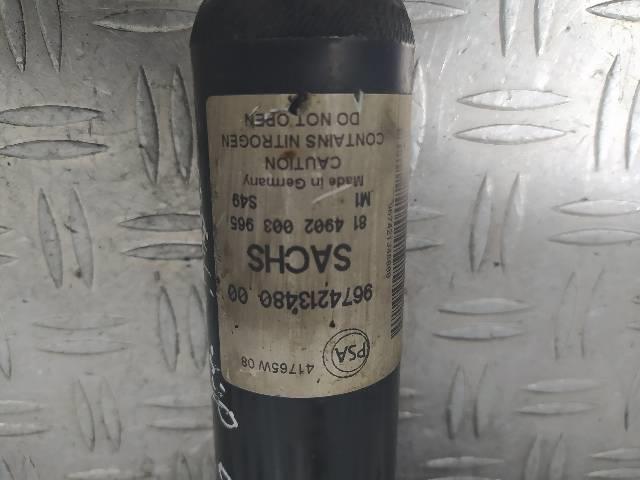 41765W 08
PSA
9674213480 00
SACHS
81 4902 003 965
MI S49
Made in Germany
CAUTION
CONTAINS NITROGEN
DO NOT OPEN